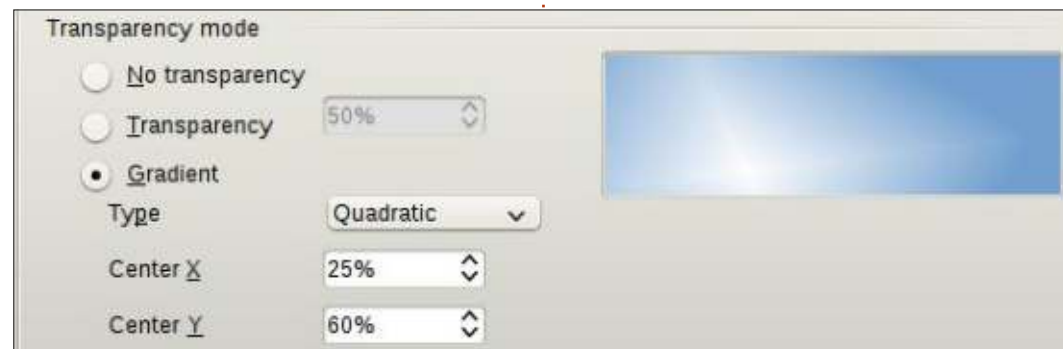 Transparency mode
No transparency
Transparency 50%
Gradient
Type Quadratic
Center X 25%
Center Y 60%